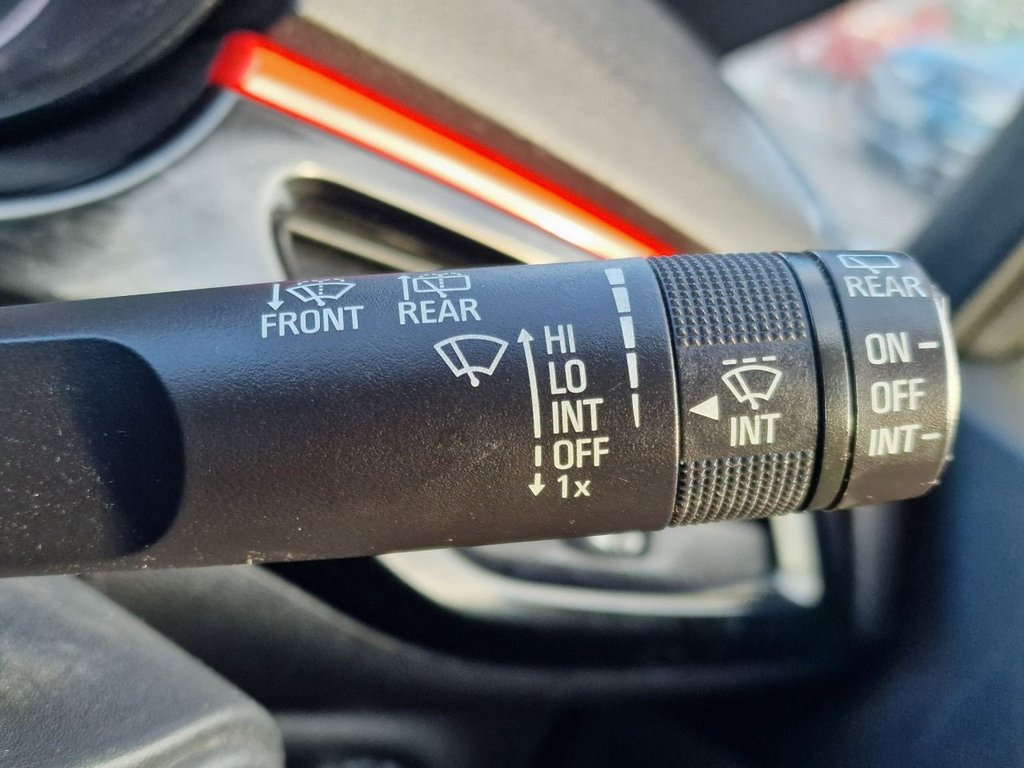 FRONT
REAR
HI
LO
INT
OFF
1x
INT
REAR
ON
OFF
INT